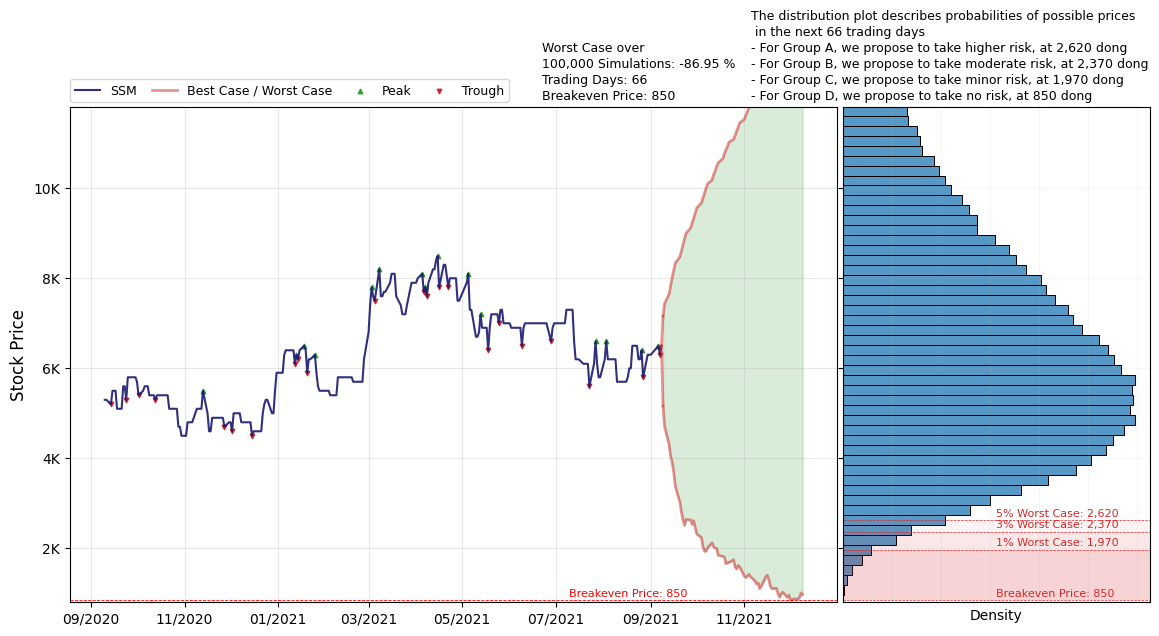 The distribution plot describes probabilities of possible prices
in the next 66 trading days
- For Group A, we propose to take higher risk, at 2,620 dong
- For Group B, we propose to take moderate risk, at 2,370 dong
- For Group C, we propose to take minor risk, at 1,970 dong
- For Group D, we propose to take no risk, at 850 dong
Worst Case over
100,000 Simulations: -86.95 %
Trading Days: 66
Breakeven Price: 850
SSM
Best Case / Worst Case
Peak
Trough
Stock Price
10K
8K
6K
4K
2K
Breakeven Price: 850
09/2020
11/2020
01/2021
03/2021
05/2021
07/2021
09/2021
11/2021
5% Worst Case: 2,620
3% Worst Case: 2,370
1% Worst Case: 1,970
Breakeven Price: 850
Density